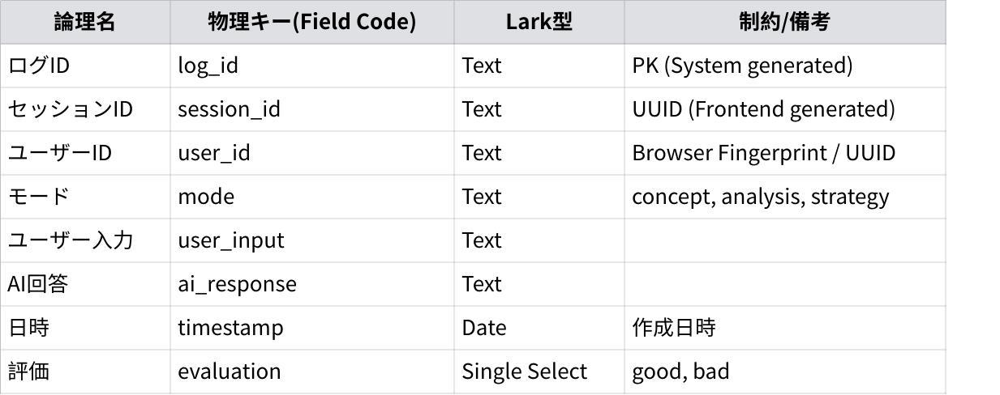 論理名 物理キー(Field Code) Lark型 制約/備考
ログID log_id Text PK (System generated)
セッションID session_id Text UUID (Frontend generated)
ユーザーID user_id Text Browser Fingerprint / UUID
モード mode Text concept, analysis, strategy
ユーザー入力 user_input Text
AI回答 ai_response Text
日時 timestamp Date 作成日時
評価 evaluation Single Select good, bad